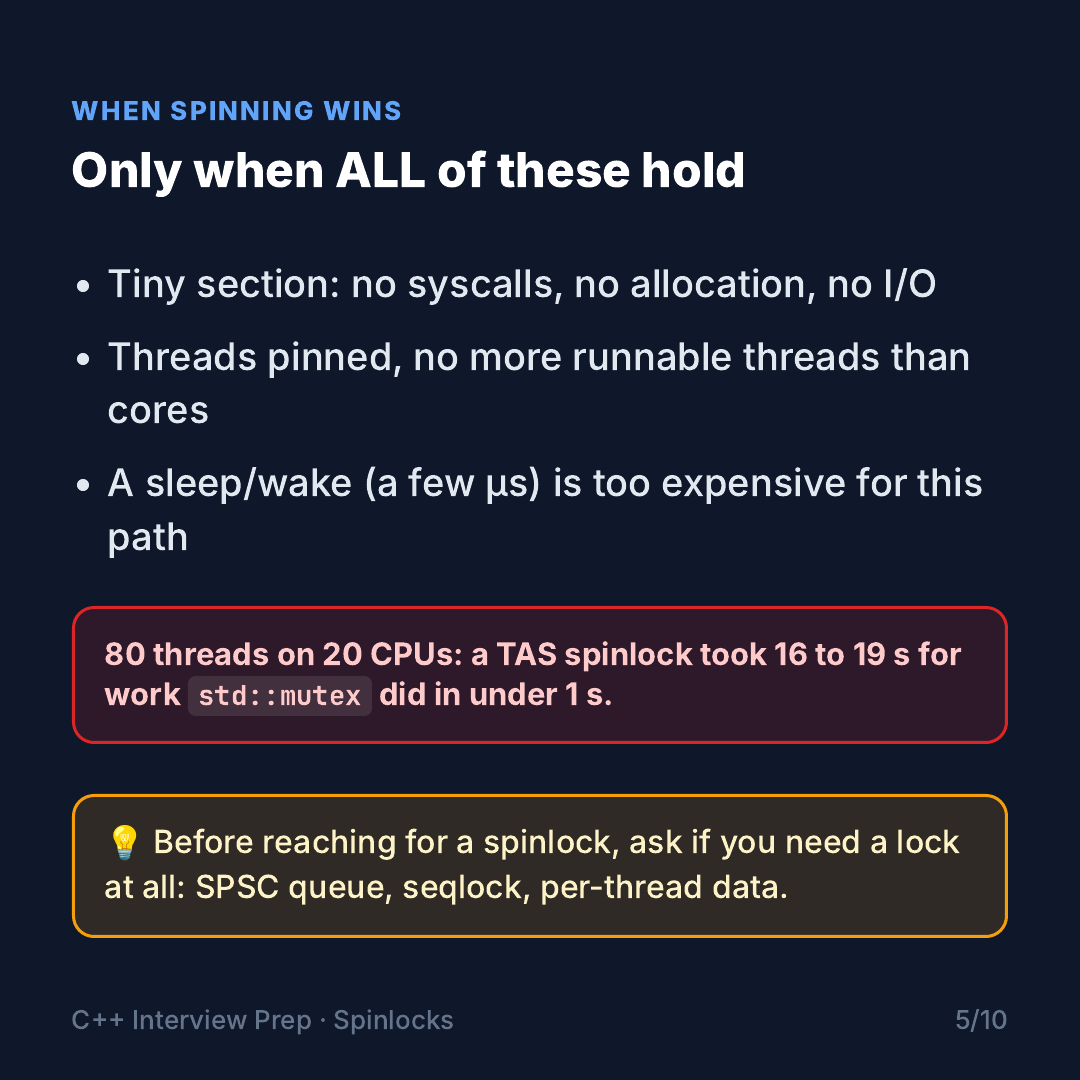 WHEN SPINNING WINS
Only when ALL of these hold
• Tiny section: no syscalls, no allocation, no I/O
• Threads pinned, no more runnable threads than
cores
• A sleep/wake (a few µs) is too expensive for this
path
80 threads on 20 CPUs: a TAS spinlock took 16 to 19 s for
work std::mutex did in under 1 s.
💡 Before reaching for a spinlock, ask if you need a lock
at all: SPSC queue, seqlock, per-thread data.
C++ Interview Prep · Spinlocks
5/10